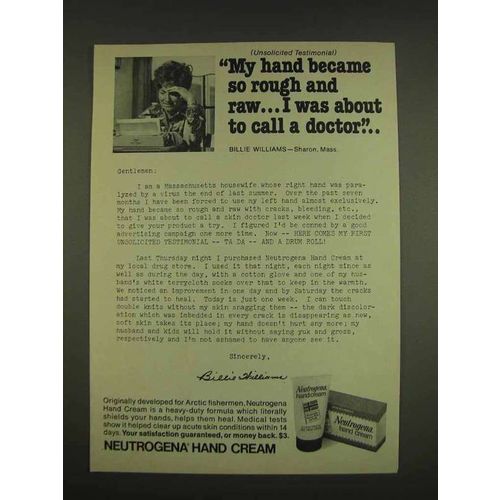 (Unsolicited Testimonial)
“My hand became
so rough and
raw...I was about
to call a doctor”...
BILLIE WILLIAMS—Sharon, Mass.
Gentlemen:
I am a Massachusetts housewife whose right hand was para-
lyzed by a virus the end of last summer. Over the past seven
months I have been forced to use my left hand almost exclusively.
My hand became so rough and raw with cracks, bleeding, etc.,
that I was about to call a skin doctor last week when I decided
to give your product a try. I figured I'd be conned by a good
advertising campaign one more time. Now -- HERE COMES MY FIRST
UNSOLICITED TESTIMONIAL -- TA DA -- AND A DRUM ROLL!
Last Thursday night I purchased Neutrogena Hand Cream at
my local drug store. I used it that night, each night since as
well as during the day, with a cotton glove and one of my hus-
band's white terrycloth socks over that to keep in the warmth.
We noticed an improvement in one day and by Saturday the cracks
had started to heal. Today is just one week. I can touch
double knits without my skin snagging them -- the dark discolor-
ation which was imbedded in every crack is disappearing as new,
soft skin takes its place; my hand doesn't hurt any more; my
husband and kids will hold it without saying yuk and gross,
respectively and I'm not ashamed to have anyone see it.
Sincerely,
Billie Williams
Originally developed for Arctic fishermen, Neutrogena
Hand Cream is a heavy-duty formula which literally
shields your hands, helps them heal. Medical tests
show it helped clear up acute skin conditions within 14
days. Your satisfaction guaranteed, or money back. $3.
NEUTROGENA® HAND CREAM
Neutrogena
hand cream
Neutrogena
hand cream